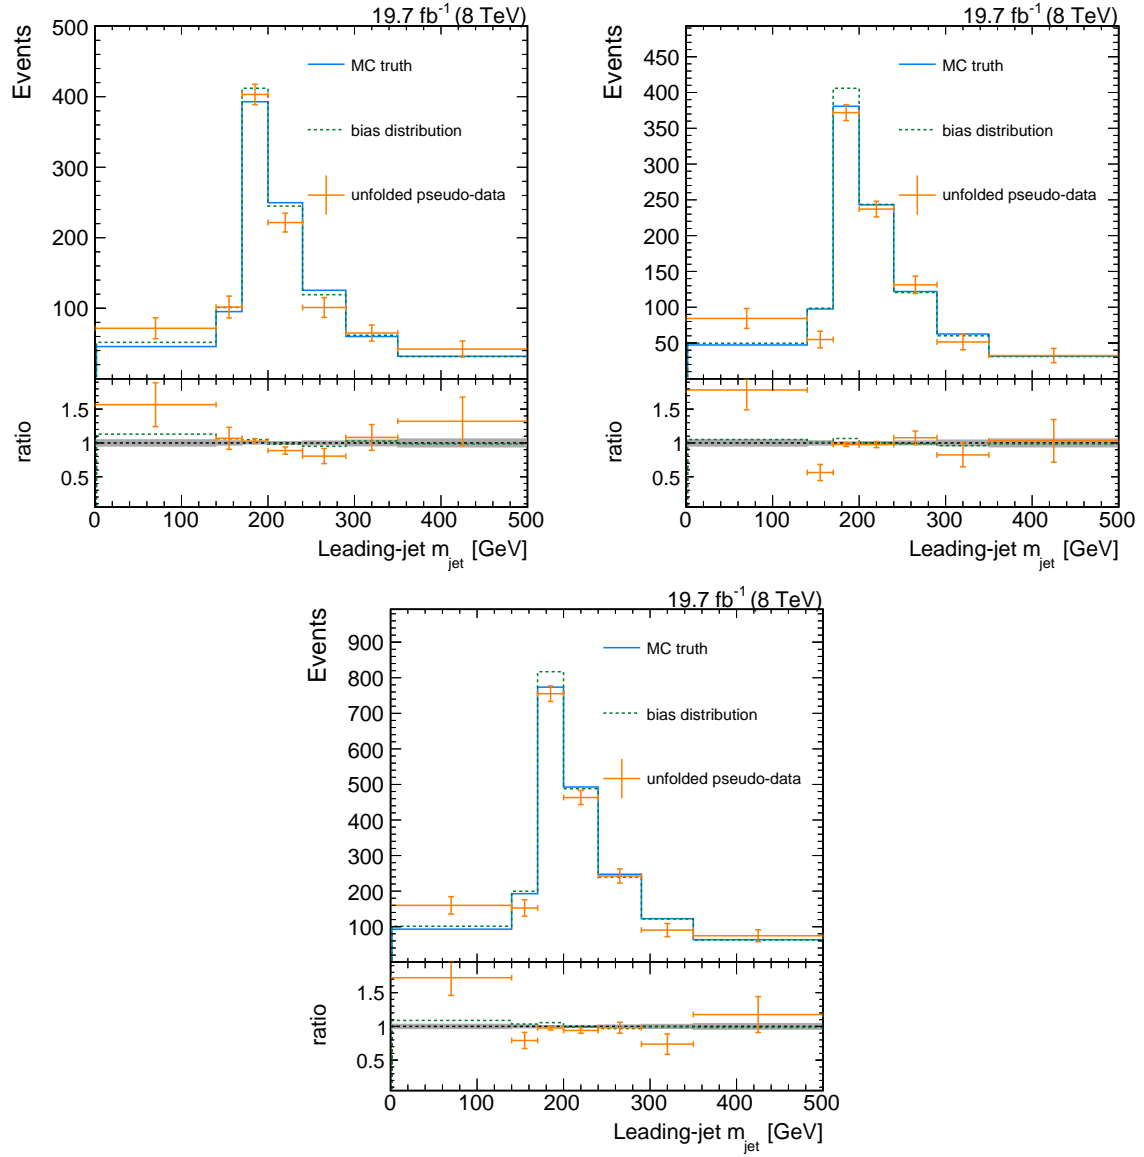 19.7 fb⁻¹ (8 TeV)
Events
500
400
300
200
100
MC truth
bias distribution
unfolded pseudo-data
ratio
1.5
1
0.5
0 100 200 300 400 500
Leading-jet m_jet [GeV]
19.7 fb⁻¹ (8 TeV)
Events
450
400
350
300
250
200
150
100
50
MC truth
bias distribution
unfolded pseudo-data
ratio
1.5
1
0.5
0 100 200 300 400 500
Leading-jet m_jet [GeV]
19.7 fb⁻¹ (8 TeV)
Events
900
800
700
600
500
400
300
200
100
MC truth
bias distribution
unfolded pseudo-data
ratio
1.5
1
0.5
0 100 200 300 400 500
Leading-jet m_jet [GeV]